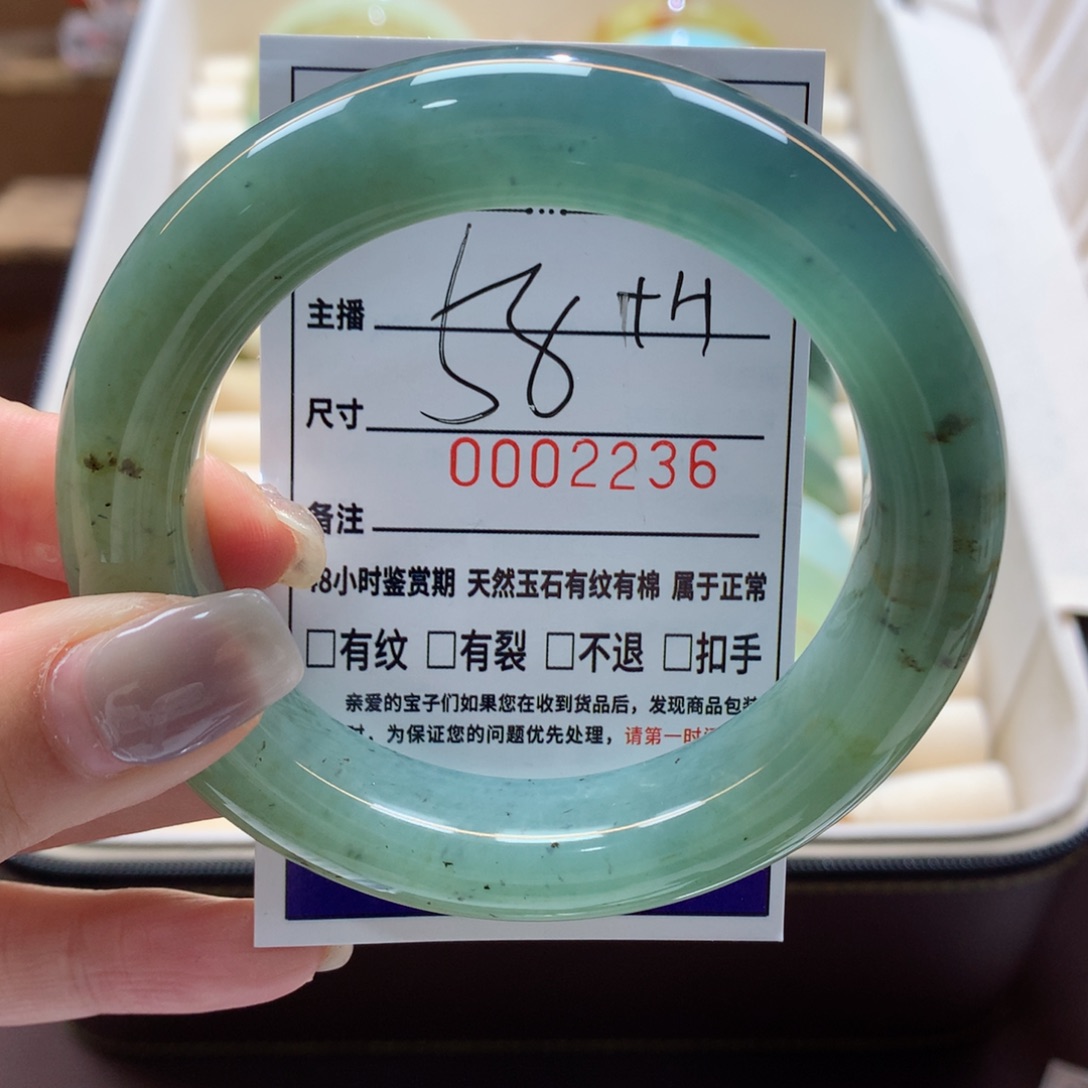 主播
58 TH
尺寸
0002236
备注
8小时鉴赏期 天然玉石有纹有棉 属于正常
□有纹 □有裂 □不退 □扣手
亲爱的宝子们如果您在收到货品后，发现商品包装
时，为保证您的问题优先处理，请第一时